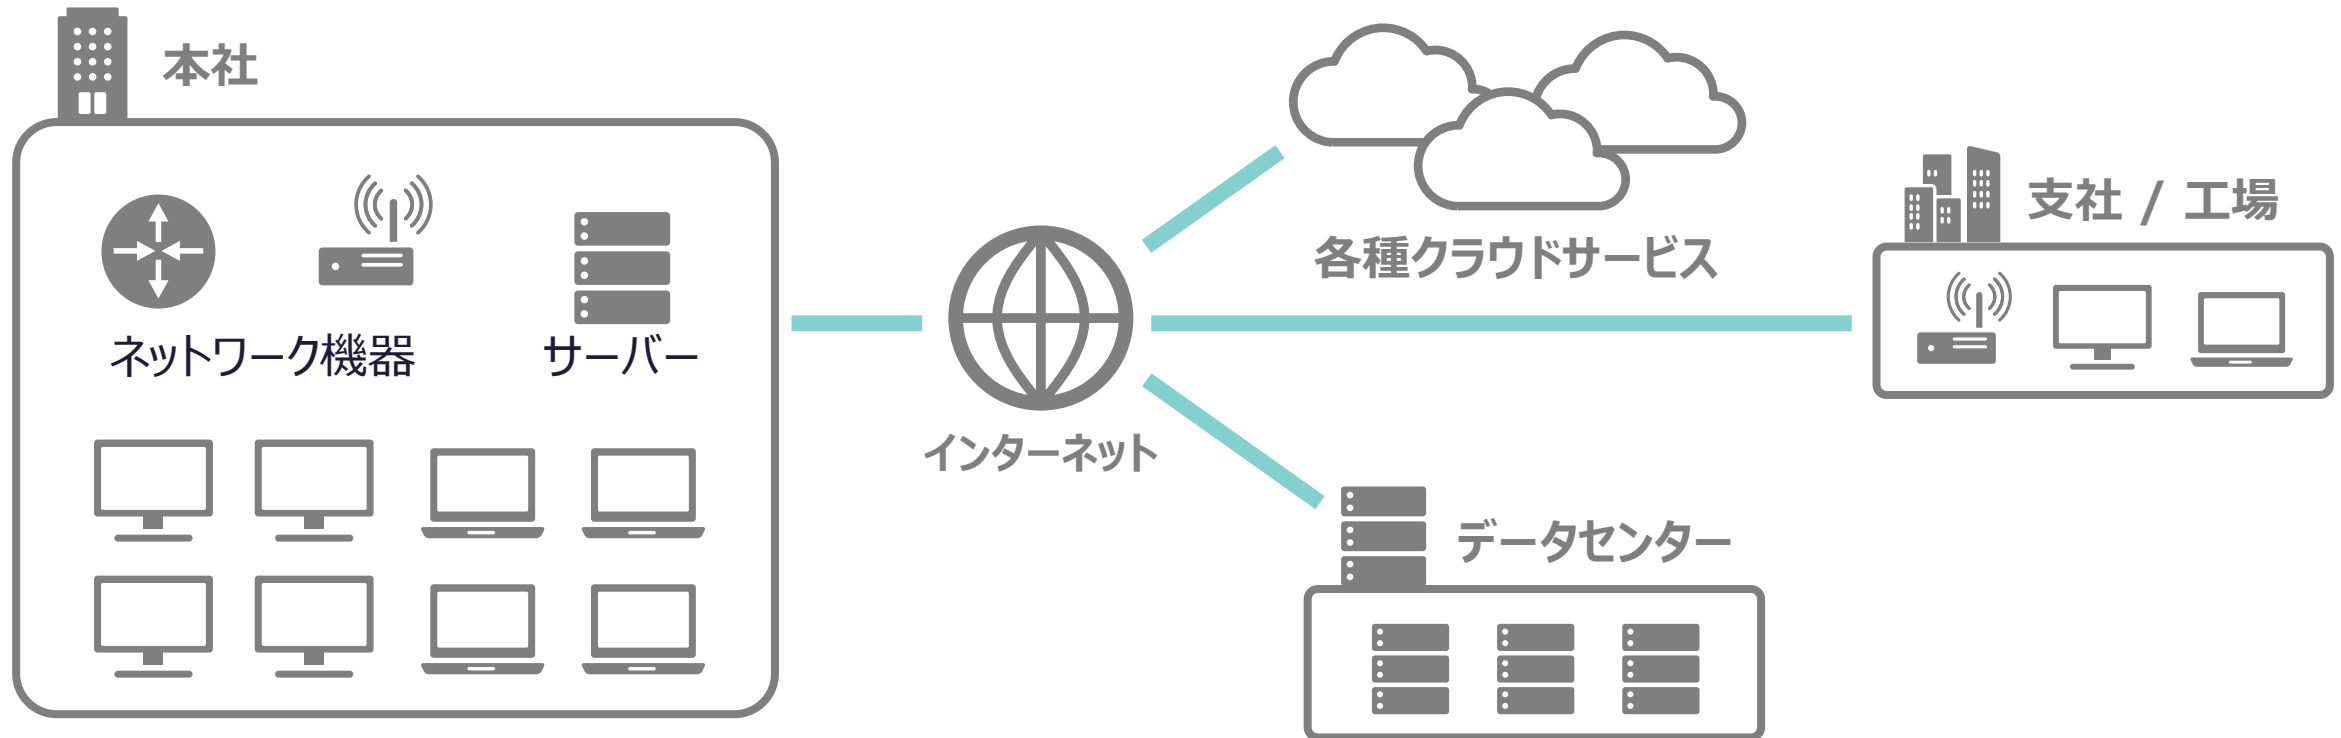 本社
ネットワーク機器
サーバー
インターネット
各種クラウドサービス
支社 / 工場
データセンター